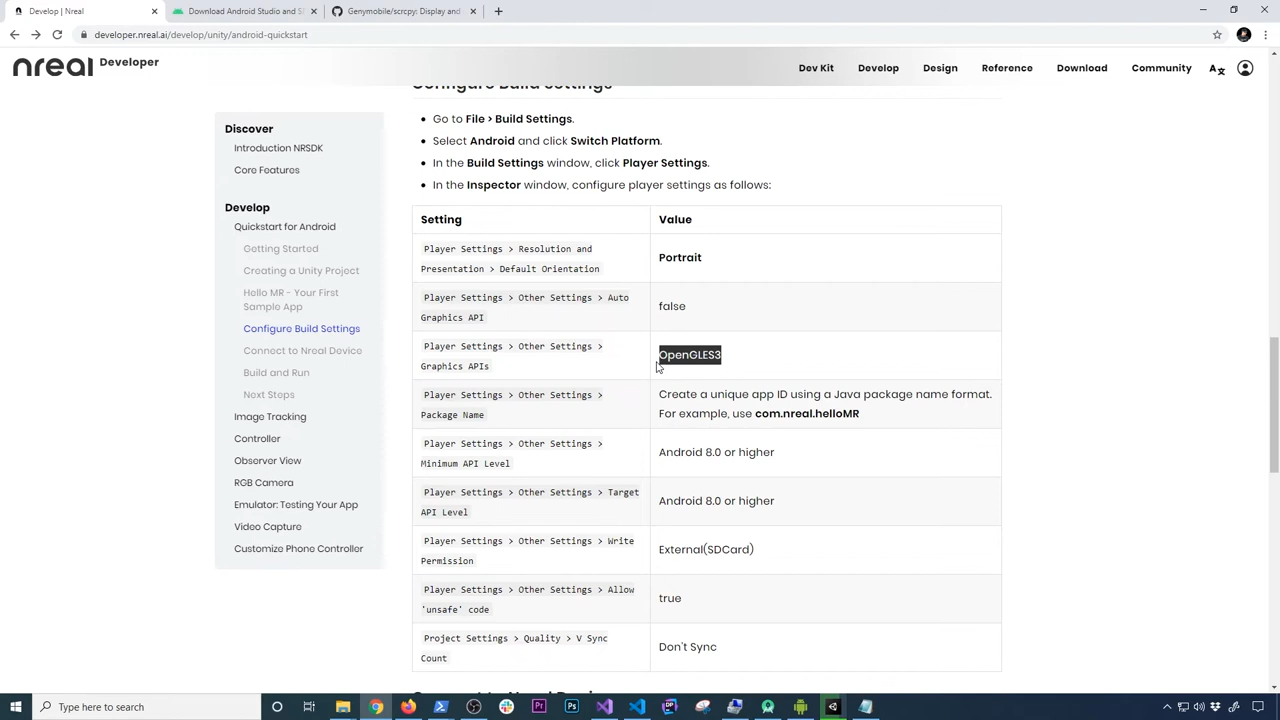 Develop | Nreal
Download Android Studio and S
Genymobile/scrcpy: Display and
developer.nreal.ai/develop/unity/android-quickstart
nreal Developer
Dev Kit
Develop
Design
Reference
Download
Community
Configure Build Settings
Discover
Introduction NRSDK
Core Features
Develop
Quickstart for Android
Getting Started
Creating a Unity Project
Hello MR - Your First
Sample App
Configure Build Settings
Connect to Nreal Device
Build and Run
Next Steps
Image Tracking
Controller
Observer View
RGB Camera
Emulator: Testing Your App
Video Capture
Customize Phone Controller
Go to File > Build Settings.
Select Android and click Switch Platform.
In the Build Settings window, click Player Settings.
In the Inspector window, configure player settings as follows:
Setting Value
Player Settings > Resolution and
Presentation > Default Orientation
Portrait
Player Settings > Other Settings > Auto
Graphics API
false
Player Settings > Other Settings >
Graphics APIs
OpenGLES3
Player Settings > Other Settings >
Package Name
Create a unique app ID using a Java package name format.
For example, use com.nreal.helloMR
Player Settings > Other Settings >
Minimum API Level
Android 8.0 or higher
Player Settings > Other Settings > Target
API Level
Android 8.0 or higher
Player Settings > Other Settings > Write
Permission
External(SDCard)
Player Settings > Other Settings > Allow
'unsafe' code
true
Project Settings > Quality > V Sync
Count
Don't Sync
Type here to search